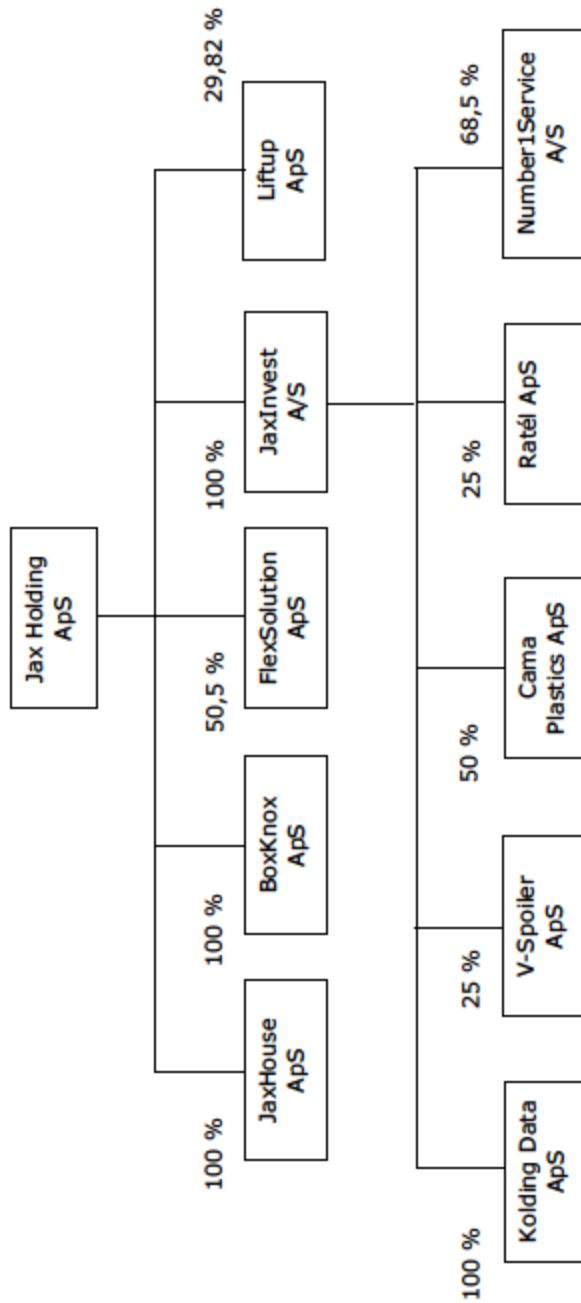 Jax Holding
ApS
100 %
100 %
50,5 %
100 %
29,82 %
JaxHouse
ApS
BoxKnox
ApS
FlexSolution
ApS
JaxInvest
A/S
Liftup
ApS
100 %
25 %
50 %
25 %
68,5 %
Kolding Data
ApS
V-Spoiler
ApS
Cama
Plastics ApS
Ratél ApS
Number1Service
A/S